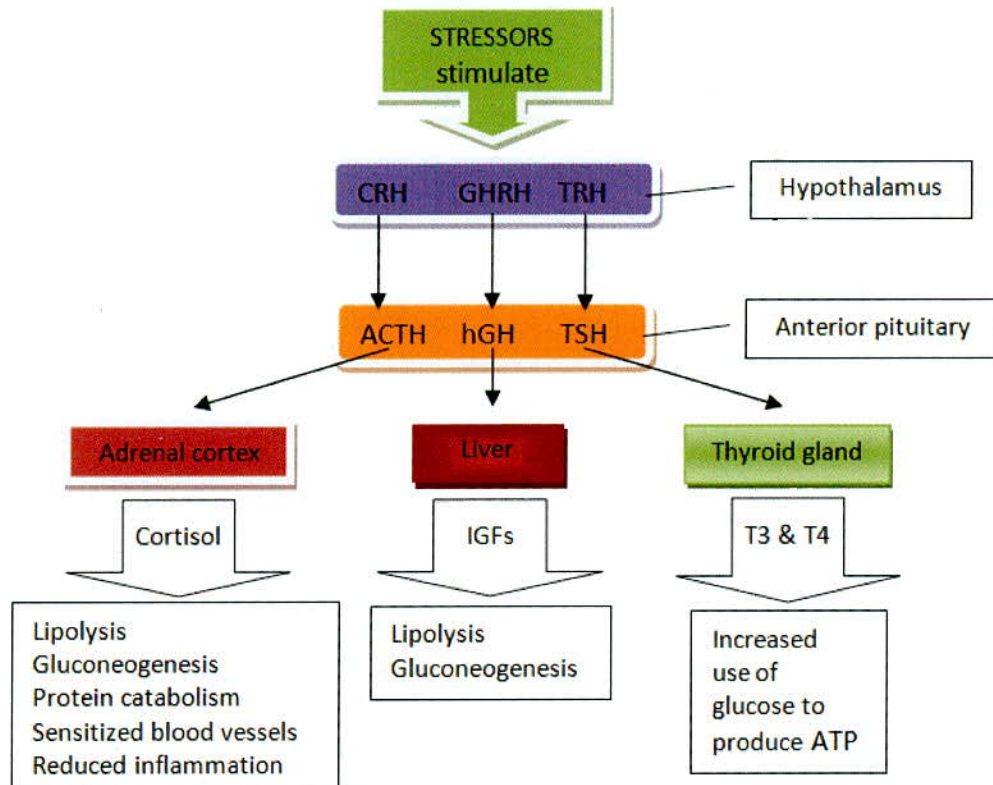 STRESSORS
stimulate
CRH GHRH TRH
Hypothalamus
ACTH hGH TSH
Anterior pituitary
Adrenal cortex
Liver
Thyroid gland
Cortisol
IGFs
T3 & T4
Lipolysis
Gluconeogenesis
Protein catabolism
Sensitized blood vessels
Reduced inflammation
Lipolysis
Gluconeogenesis
Increased
use of
glucose to
produce ATP